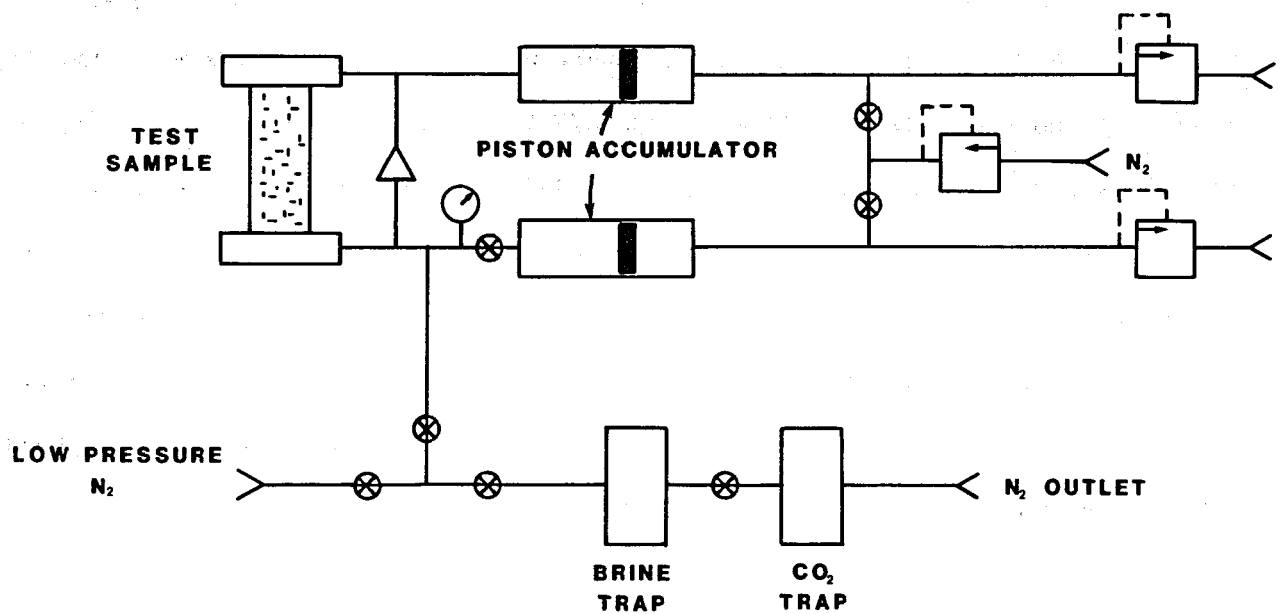 TEST
SAMPLE
PISTON ACCUMULATOR
N₂
LOW PRESSURE
N₂
N₂ OUTLET
BRINE
TRAP
CO₂
TRAP